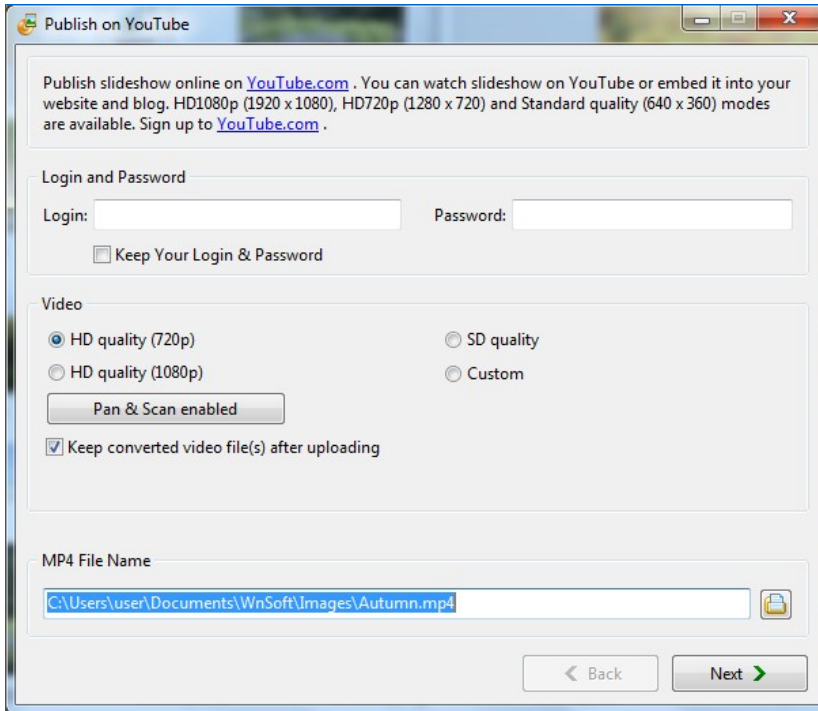 Publish on YouTube
Publish slideshow online on YouTube.com . You can watch slideshow on YouTube or embed it into your
website and blog. HD1080p (1920 x 1080), HD720p (1280 x 720) and Standard quality (640 x 360) modes
are available. Sign up to YouTube.com .
Login and Password
Login: Password:
Keep Your Login & Password
Video
HD quality (720p) SD quality
HD quality (1080p) Custom
Pan & Scan enabled
Keep converted video file(s) after uploading
MP4 File Name
C:\Users\user\Documents\WnSoft\Images\Autumn.mp4
Back Next